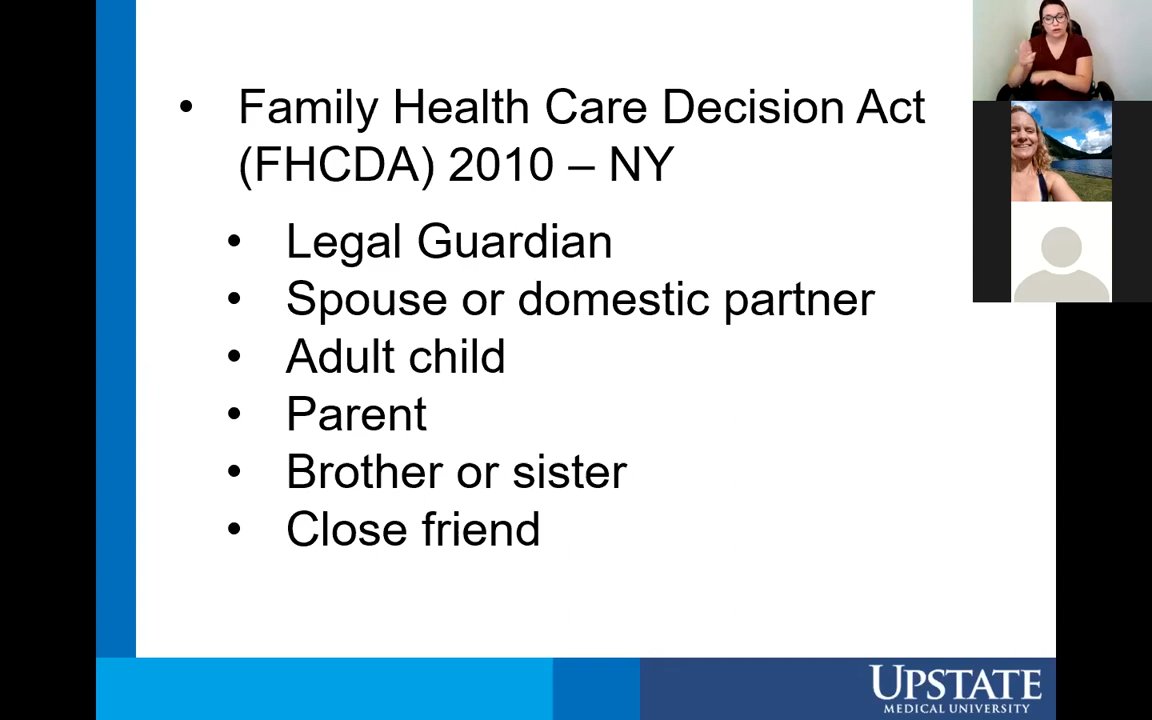 • Family Health Care Decision Act
(FHCDA) 2010 – NY
• Legal Guardian
• Spouse or domestic partner
• Adult child
• Parent
• Brother or sister
• Close friend
UPSTATE
MEDICAL UNIVERSITY